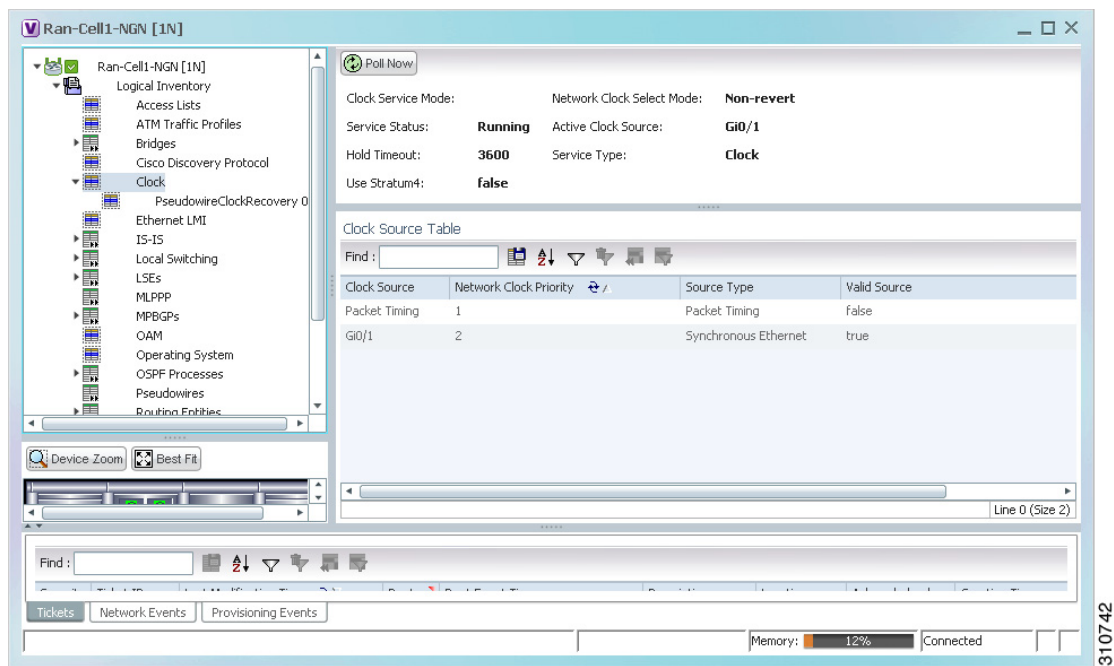 Ran-Cell1-NGN [1N]
Ran-Cell1-NGN [1N]
Logical Inventory
Access Lists
ATM Traffic Profiles
Bridges
Cisco Discovery Protocol
Clock
PseudowireClockRecovery 0
Ethernet LMI
IS-IS
Local Switching
LSEs
MLPPP
MPBGPs
OAM
Operating System
OSPF Processes
Pseudowires
Routing Entities
Device Zoom Best Fit
Poll Now
Clock Service Mode: Network Clock Select Mode: Non-revert
Service Status: Running Active Clock Source: Gi0/1
Hold Timeout: 3600 Service Type: Clock
Use Stratum4: false
Clock Source Table
Find :
Clock Source Network Clock Priority Source Type Valid Source
Packet Timing 1 Packet Timing false
Gi0/1 2 Synchronous Ethernet true
Line 0 (Size 2)
Find :
Tickets Network Events Provisioning Events
Memory: 12% Connected
310742